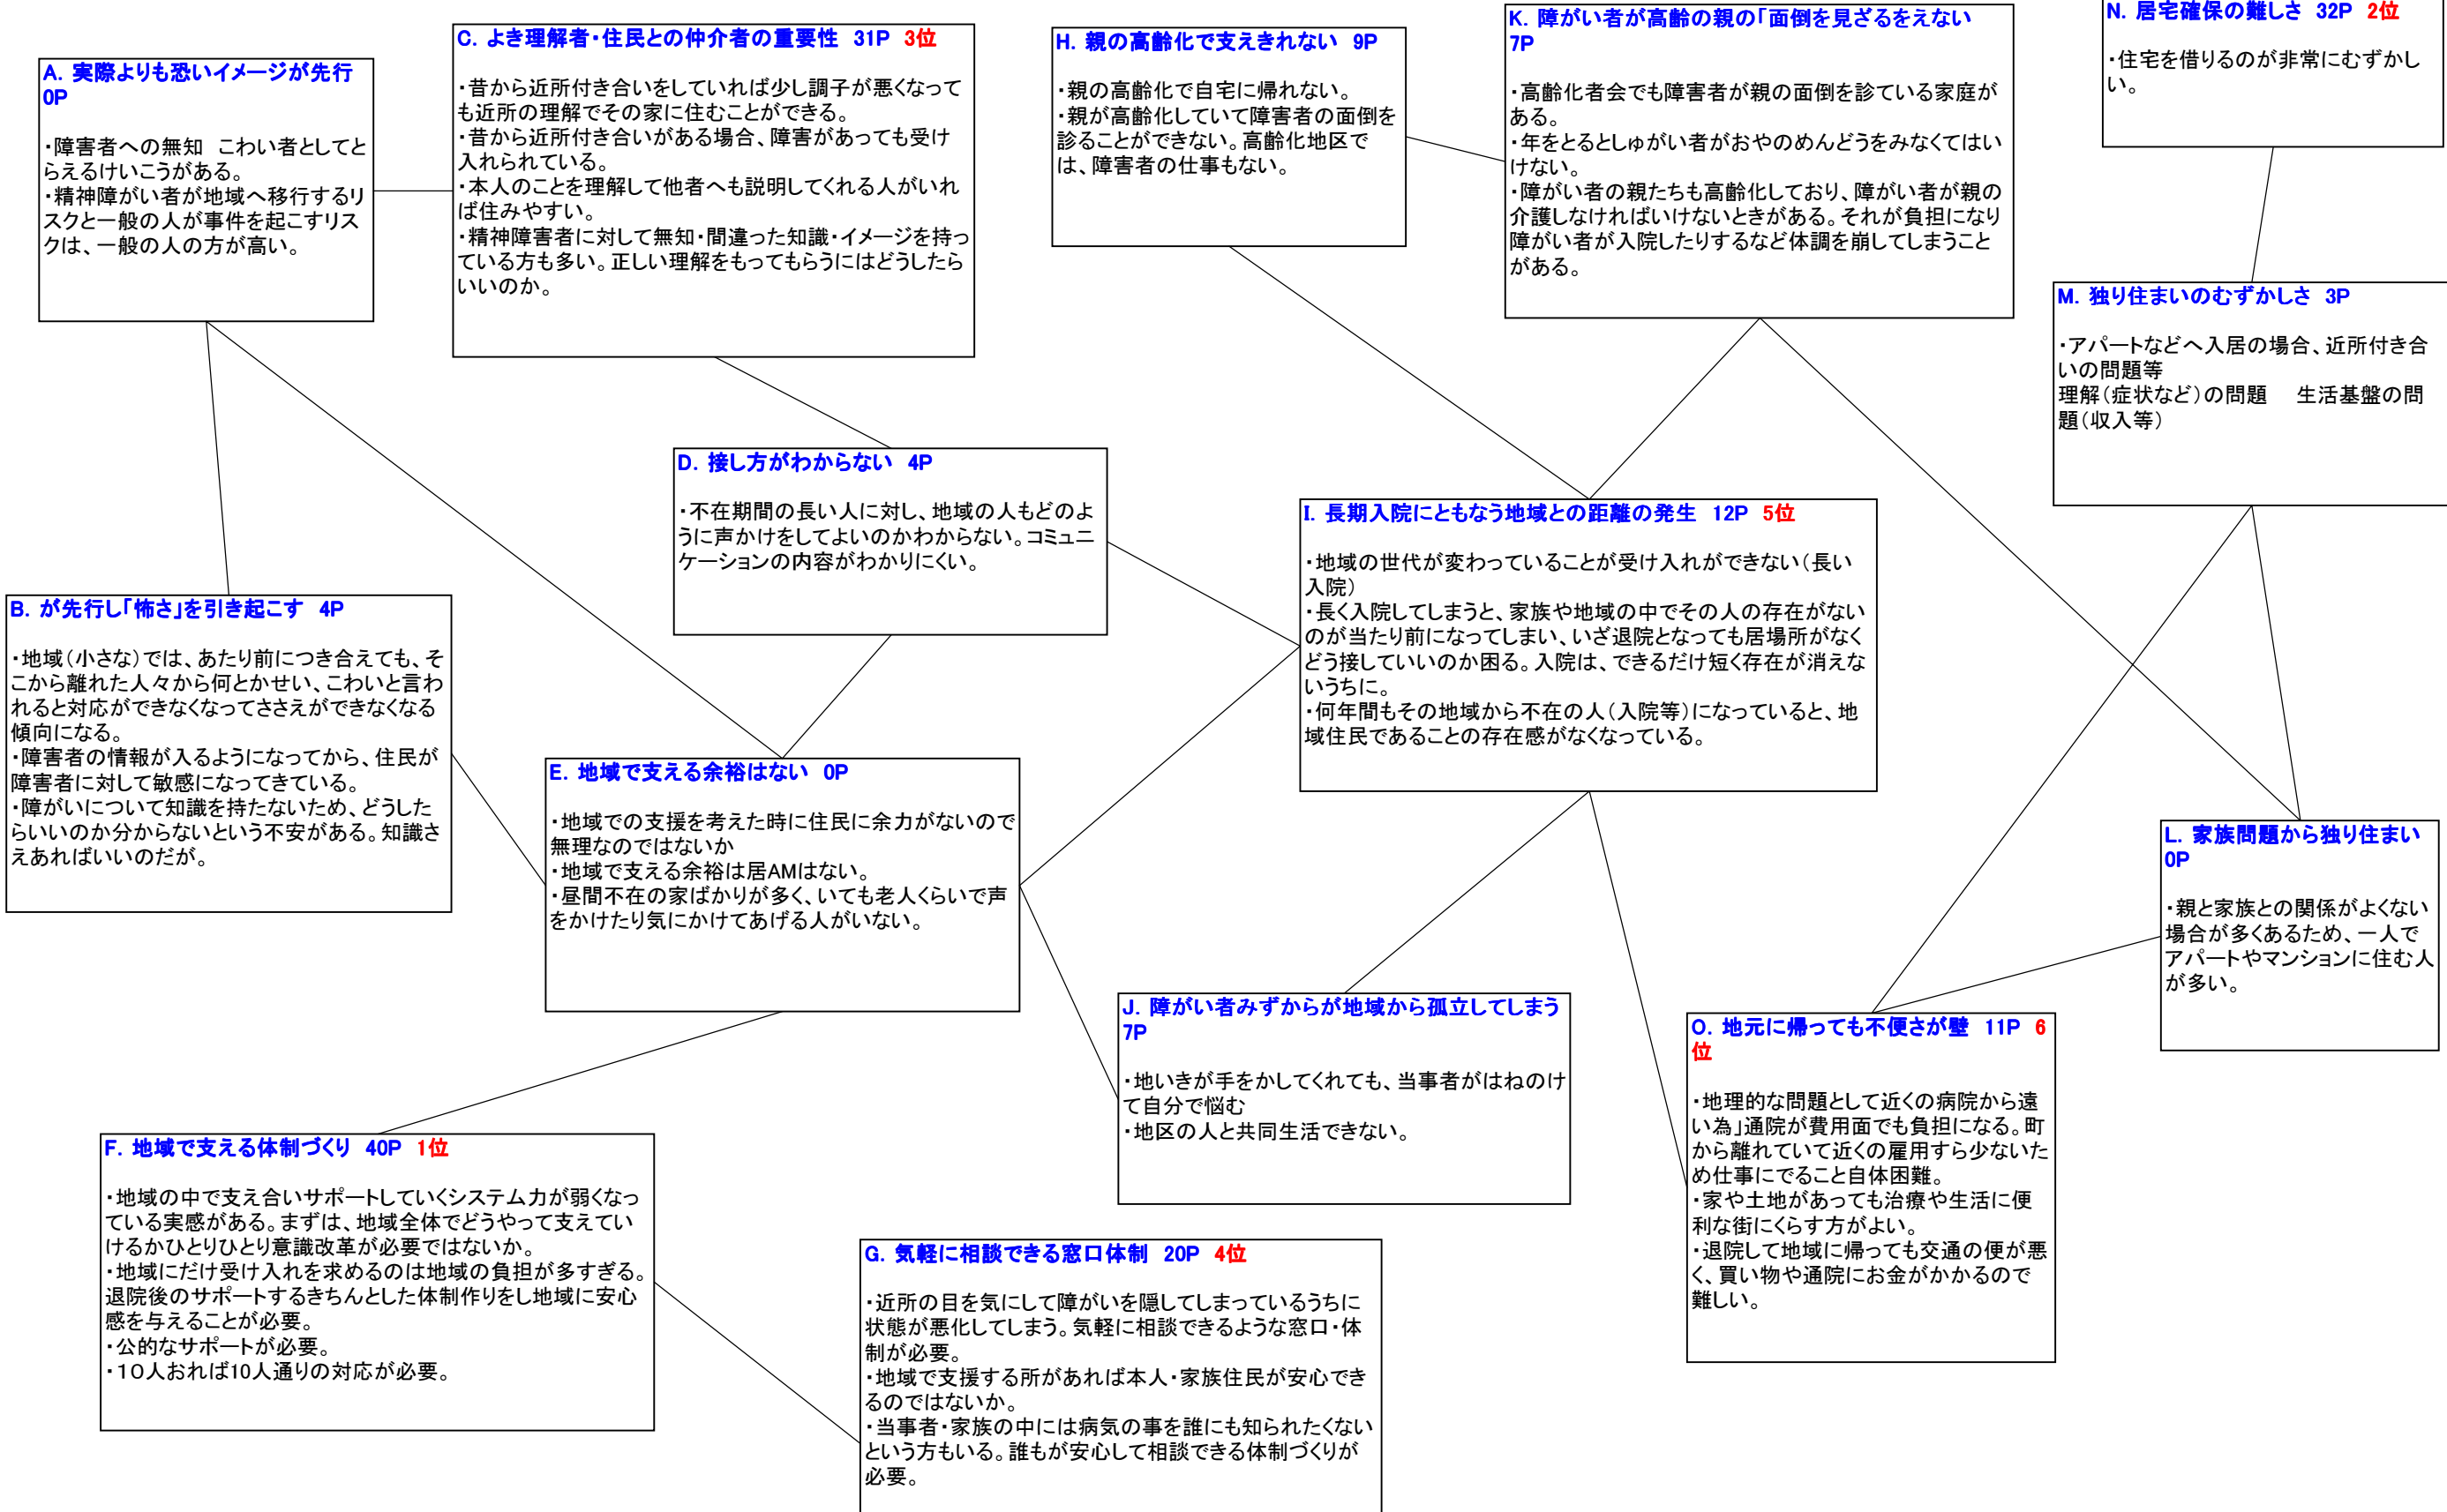 A. 実際よりも恐いイメージが先行
0P
・障害者への無知　こわい者としてと
らえるけいこうがある。
・精神障がい者が地域へ移行するリ
スクと一般の人が事件を起こすリス
クは、一般の人の方が高い。
C. よき理解者・住民との仲介者の重要性 31P 3位
・昔から近所付き合いをしていれば少し調子が悪くなって
も近所の理解でその家に住むことができる。
・昔から近所付き合いがある場合、障害があっても受け
入れられている。
・本人のことを理解して他者へも説明してくれる人がいれ
ば住みやすい。
・精神障害者に対して無知・間違った知識・イメージを持っ
ている方も多い。正しい理解をもってもらうにはどうしたら
いいのか。
H. 親の高齢化で支えきれない 9P
・親の高齢化で自宅に帰れない。
・親が高齢化していて障害者の面倒を
診ることができない。高齢化地区で
は、障害者の仕事もない。
K. 障がい者が高齢の親の「面倒を見ざるをえない
7P
・高齢化者会でも障害者が親の面倒を診ている家庭が
ある。
・年をとるとしゅがい者がおやのめんどうをみなくてはい
けない。
・障がい者の親たちも高齢化しており、障がい者が親の
介護しなければいけないときがある。それが負担になり
障がい者が入院したりするなど体調を崩してしまうこと
がある。
N. 居宅確保の難しさ 32P 2位
・住宅を借りるのが非常にむずかし
い。
M. 独り住まいのむずかしさ 3P
・アパートなどへ入居の場合、近所付き合
いの問題等
理解(症状など)の問題　生活基盤の問
題(収入等)
D. 接し方がわからない 4P
・不在期間の長い人に対し、地域の人もどのよ
うに声かけをしてよいのかわからない。コミュニ
ケーションの内容がわかりにくい。
I. 長期入院にともなう地域との距離の発生 12P 5位
・地域の世代が変わっていることが受け入れができない(長い
入院)
・長く入院してしまうと、家族や地域の中でその人の存在がない
のが当たり前になってしまい、いざ退院となっても居場所がなく
どう接していいのか困る。入院は、できるだけ短く存在が消えな
いうちに。
・何年間もその地域から不在の人(入院等)になっていると、地
域住民であることの存在感がなくなっている。
B. が先行し「怖さ」を引き起こす 4P
・地域(小さな)では、あたり前につき合えても、そ
こから離れた人々から何とかせい、こわいと言わ
れると対応ができなくなってささえができなくなる
傾向になる。
・障害者の情報が入るようになってから、住民が
障害者に対して敏感になってきている。
・障がいについて知識を持たないため、どうした
らいいのか分からないという不安がある。知識さ
えあればいいのだが。
E. 地域で支える余裕はない 0P
・地域での支援を考えた時に住民に余力がないので
無理なのではないか
・地域で支える余裕は居AMはない。
・昼間不在の家ばかりが多く、いても老人くらいで声
をかけたり気にかけてあげる人がいない。
L. 家族問題から独り住まい
0P
・親と家族との関係がよくない
場合が多くあるため、一人で
アパートやマンションに住む人
が多い。
J. 障がい者みずからが地域から孤立してしまう
7P
・地いきが手をかしてくれても、当事者がはねのけ
て自分で悩む
・地区の人と共同生活できない。
O. 地元に帰っても不便さが壁 11P 6
位
・地理的な問題として近くの病院から遠
い為」通院が費用面でも負担になる。町
から離れていて近くの雇用すら少ないた
め仕事にでること自体困難。
・家や土地があっても治療や生活に便
利な街にくらす方がよい。
・退院して地域に帰っても交通の便が悪
く、買い物や通院にお金がかかるので
難しい。
F. 地域で支える体制づくり 40P 1位
・地域の中で支え合いサポートしていくシステム力が弱くなっ
ている実感がある。まずは、地域全体でどうやって支えてい
けるかひとりひとり意識改革が必要ではないか。
・地域にだけ受け入れを求めるのは地域の負担が多すぎる。
退院後のサポートするきちんとした体制作りをし地域に安心
感を与えることが必要。
・公的なサポートが必要。
・１０人おれば10人通りの対応が必要。
G. 気軽に相談できる窓口体制 20P 4位
・近所の目を気にして障がいを隠してしまっているうちに
状態が悪化してしまう。気軽に相談できるような窓口・体
制が必要。
・地域で支援する所があれば本人・家族住民が安心でき
るのではないか。
・当事者・家族の中には病気の事を誰にも知られたくない
という方もいる。誰もが安心して相談できる体制づくりが
必要。